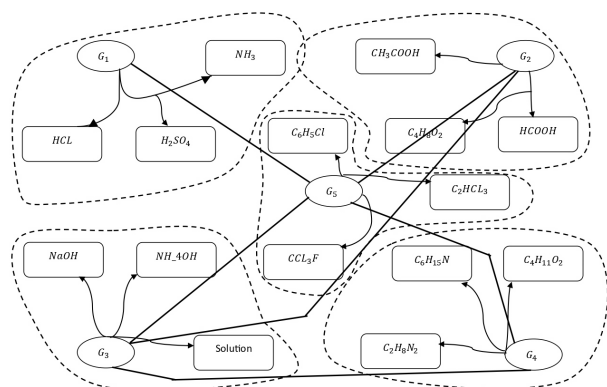 G₁
NH₃
HCL
H₂SO₄
CH₃COOH
G₂
C₄H₈O₂
HCOOH
C₆H₅Cl
G₅
C₂HCL₃
CCL₃F
NaOH
NH_4OH
G₃
Solution
C₆H₁₅N
C₄H₁₁O₂
C₂H₈N₂
G₄